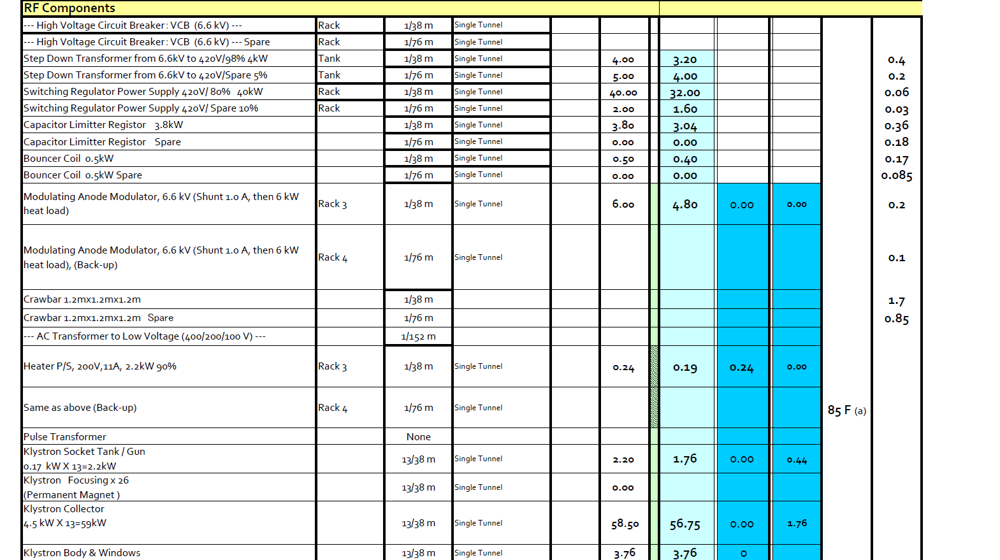 RF Components
--- High Voltage Circuit Breaker: VCB (6.6 kV) --- Rack 1/38 m Single Tunnel
--- High Voltage Circuit Breaker: VCB (6.6 kV) --- Spare Rack 1/76 m Single Tunnel
Step Down Transformer from 6.6kV to 420V/98% 4kW Tank 1/38 m Single Tunnel 4.00 3.20 0.4
Step Down Transformer from 6.6kV to 420V/Spare 5% Tank 1/76 m Single Tunnel 5.00 4.00 0.2
Switching Regulator Power Supply 420V/ 80% 40kW Rack 1/38 m Single Tunnel 40.00 32.00 0.06
Switching Regulator Power Supply 420V/ Spare 10% Rack 1/76 m Single Tunnel 2.00 1.60 0.03
Capacitor Limitter Registor 3.8kW 1/38 m Single Tunnel 3.80 3.04 0.36
Capacitor Limitter Registor Spare 1/76 m Single Tunnel 0.00 0.00 0.18
Bouncer Coil 0.5kW 1/38 m Single Tunnel 0.50 0.40 0.17
Bouncer Coil 0.5kW Spare 1/76 m Single Tunnel 0.00 0.00 0.085
Modulating Anode Modulator, 6.6 kV (Shunt 1.0 A, then 6 kW
heat load) Rack 3 1/38 m Single Tunnel 6.00 4.80 0.00 0.00 0.2
Modulating Anode Modulator, 6.6 kV (Shunt 1.0 A, then 6 kW
heat load), (Back-up) Rack 4 1/76 m Single Tunnel 0.1
Crawbar 1.2mx1.2mx1.2m 1/38 m 1.7
Crawbar 1.2mx1.2mx1.2m Spare 1/76 m 0.85
--- AC Transformer to Low Voltage (400/200/100 V) --- 1/152 m
Heater P/S, 200V,11A, 2.2kW 90% Rack 3 1/38 m Single Tunnel 0.24 0.19 0.24 0.00
Same as above (Back-up) Rack 4 1/76 m Single Tunnel 85 F (a)
Pulse Transformer None
Klystron Socket Tank / Gun
0.17 kW X 13=2.2kW 13/38 m Single Tunnel 2.20 1.76 0.00 0.44
Klystron Focusing x 26
(Permanent Magnet ) 13/38 m Single Tunnel 0.00
Klystron Collector
4.5 kW X 13=59kW 13/38 m Single Tunnel 58.50 56.75 0.00 1.76
Klystron Body & Windows 13/38 m Single Tunnel 3.76 3.76 0